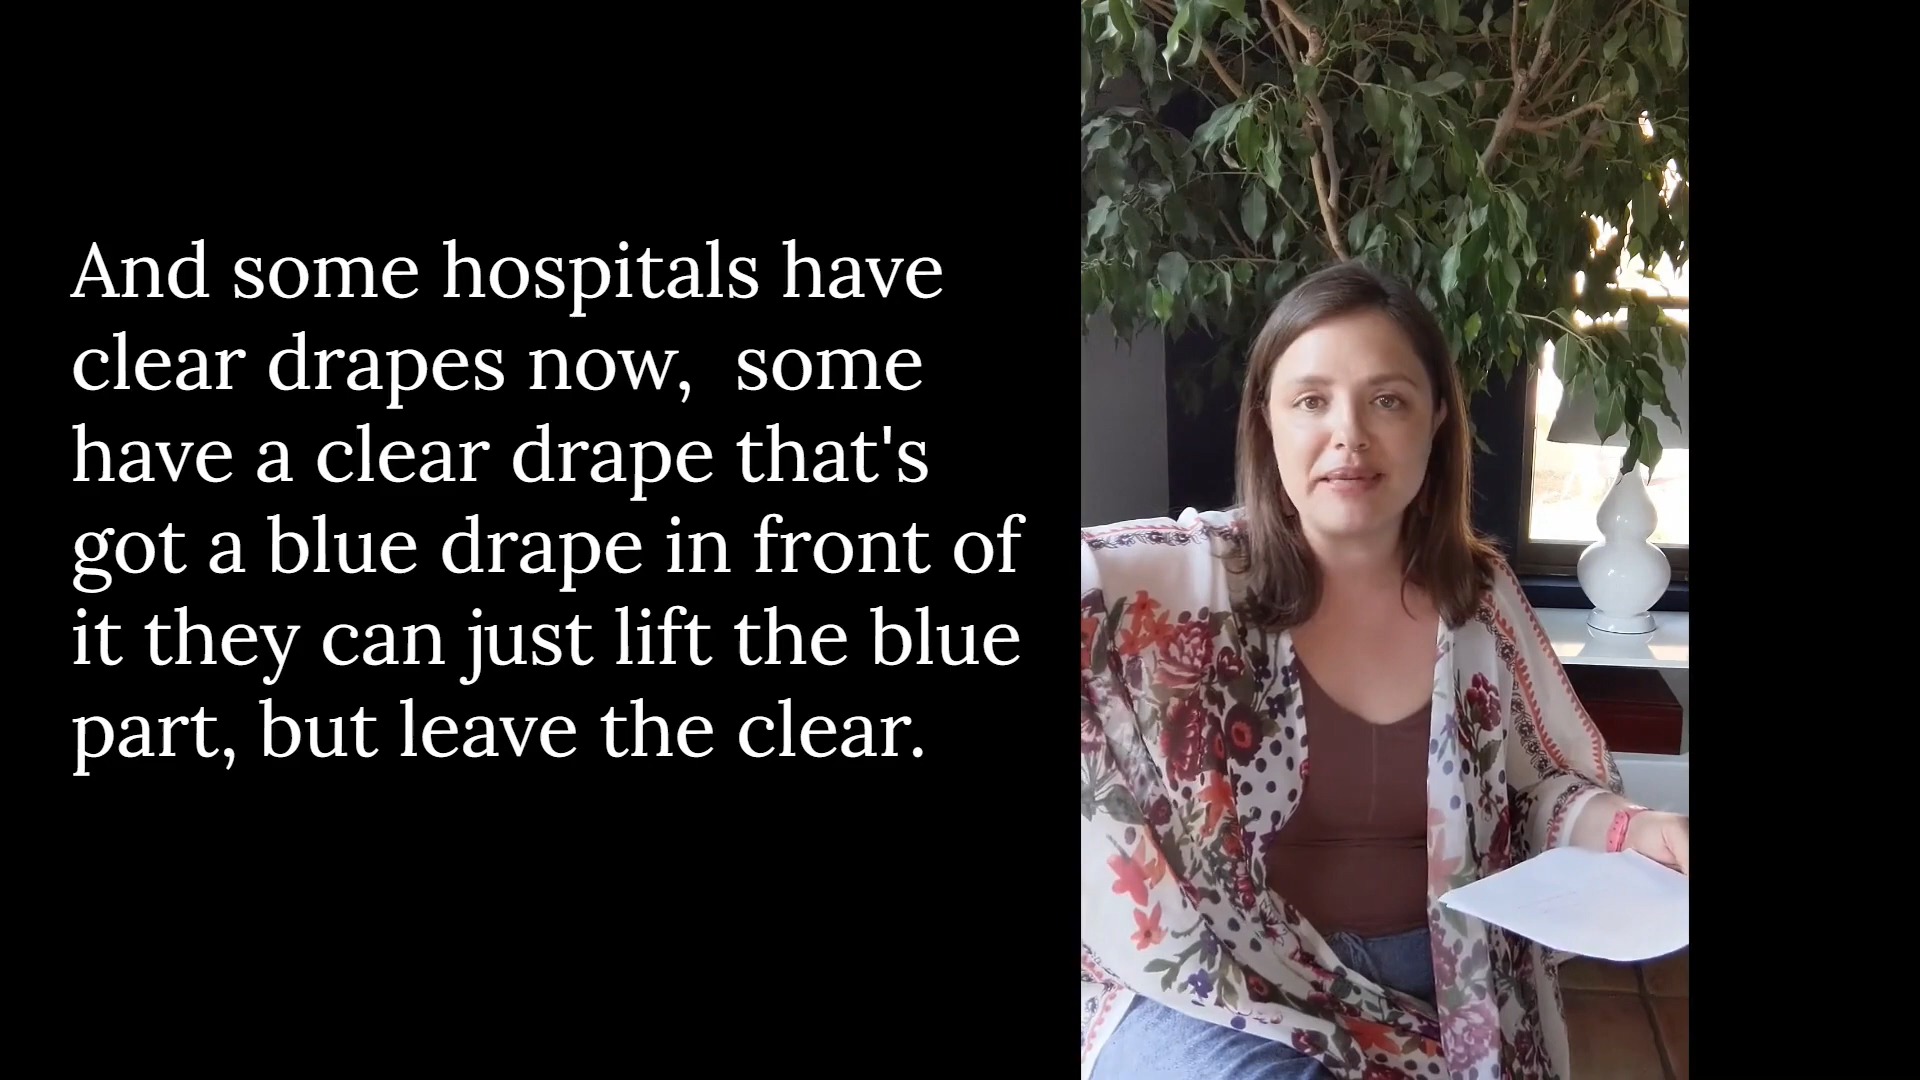 And some hospitals have
clear drapes now,  some
have a clear drape that's
got a blue drape in front of
it they can just lift the blue
part, but leave the clear.